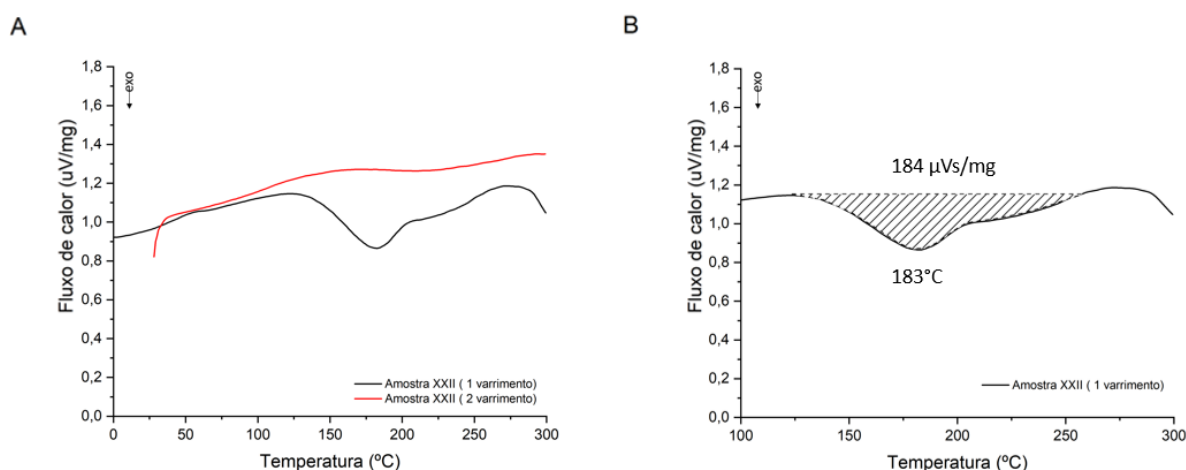 A
exo
1,8
1,6
1,4
1,2
1,0
0,8
0,6
0,4
0,2
0,0
Fluxo de calor (uV/mg)
Amostra XXII ( 1 varrimento)
Amostra XXII ( 2 varrimento)
0 50 100 150 200 250 300
Temperatura (ºC)
B
exo
1,8
1,6
1,4
1,2
1,0
0,8
0,6
0,4
0,2
0,0
Fluxo de calor (uV/mg)
184 µVs/mg
183°C
Amostra XXII ( 1 varrimento)
100 150 200 250 300
Temperatura (ºC)